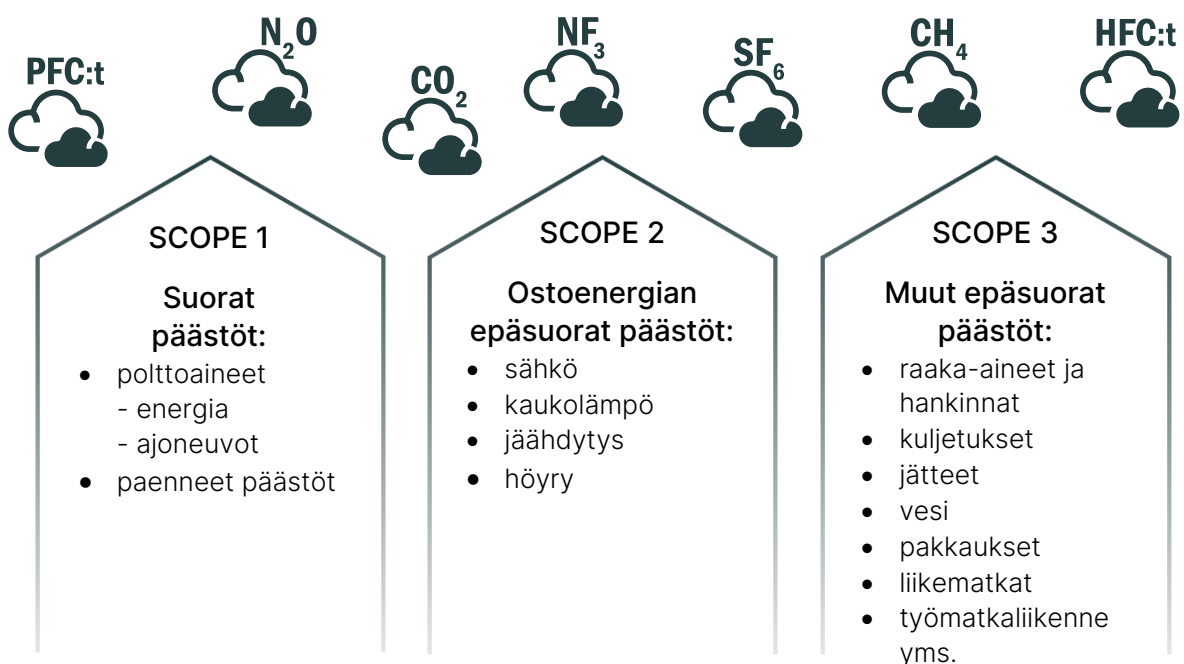 PFC:t
N₂O
CO₂
NF₃
SF₆
CH₄
HFC:t
SCOPE 1
Suorat
päästöt:
• polttoaineet
- energia
- ajoneuvot
• paenneet päästöt
SCOPE 2
Ostoenergian
epäsuorat päästöt:
• sähkö
• kaukolämpö
• jäähdytys
• höyry
SCOPE 3
Muut epäsuorat
päästöt:
• raaka-aineet ja
hankinnat
• kuljetukset
• jätteet
• vesi
• pakkaukset
• liikematkat
• työmatkaliikenne
yms.